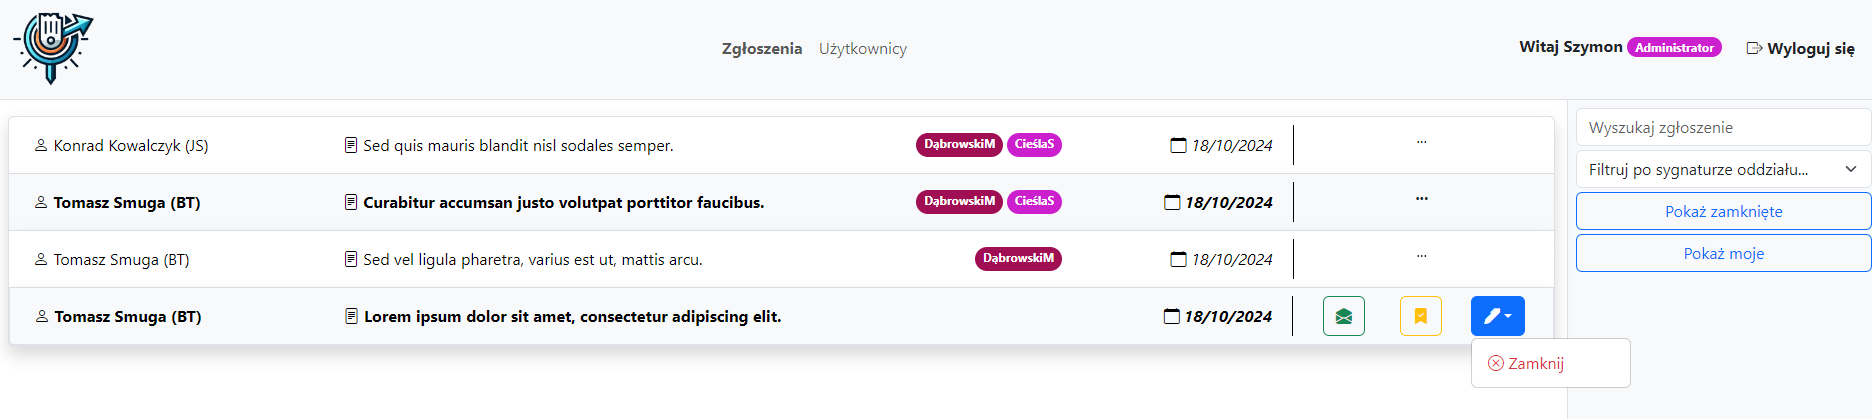 Zgłoszenia Użytkownicy Witaj Szymon Administrator Wyloguj się
Konrad Kowalczyk (JS) Sed quis mauris blandit nisl sodales semper. DąbrowskiM CieślaS 18/10/2024 ...
Tomasz Smuga (BT) Curabitur accumsan justo volutpat porttitor faucibus. DąbrowskiM CieślaS 18/10/2024 ...
Tomasz Smuga (BT) Sed vel ligula pharetra, varius est ut, mattis arcu. DąbrowskiM 18/10/2024 ...
Tomasz Smuga (BT) Lorem ipsum dolor sit amet, consectetur adipiscing elit. 18/10/2024
Zamknij
Wyszukaj zgłoszenie
Filtruj po sygnaturze oddziału...
Pokaż zamknięte
Pokaż moje